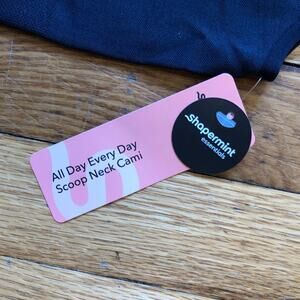 All Day Every Day
Scoop Neck Cami
shapermint
essentials